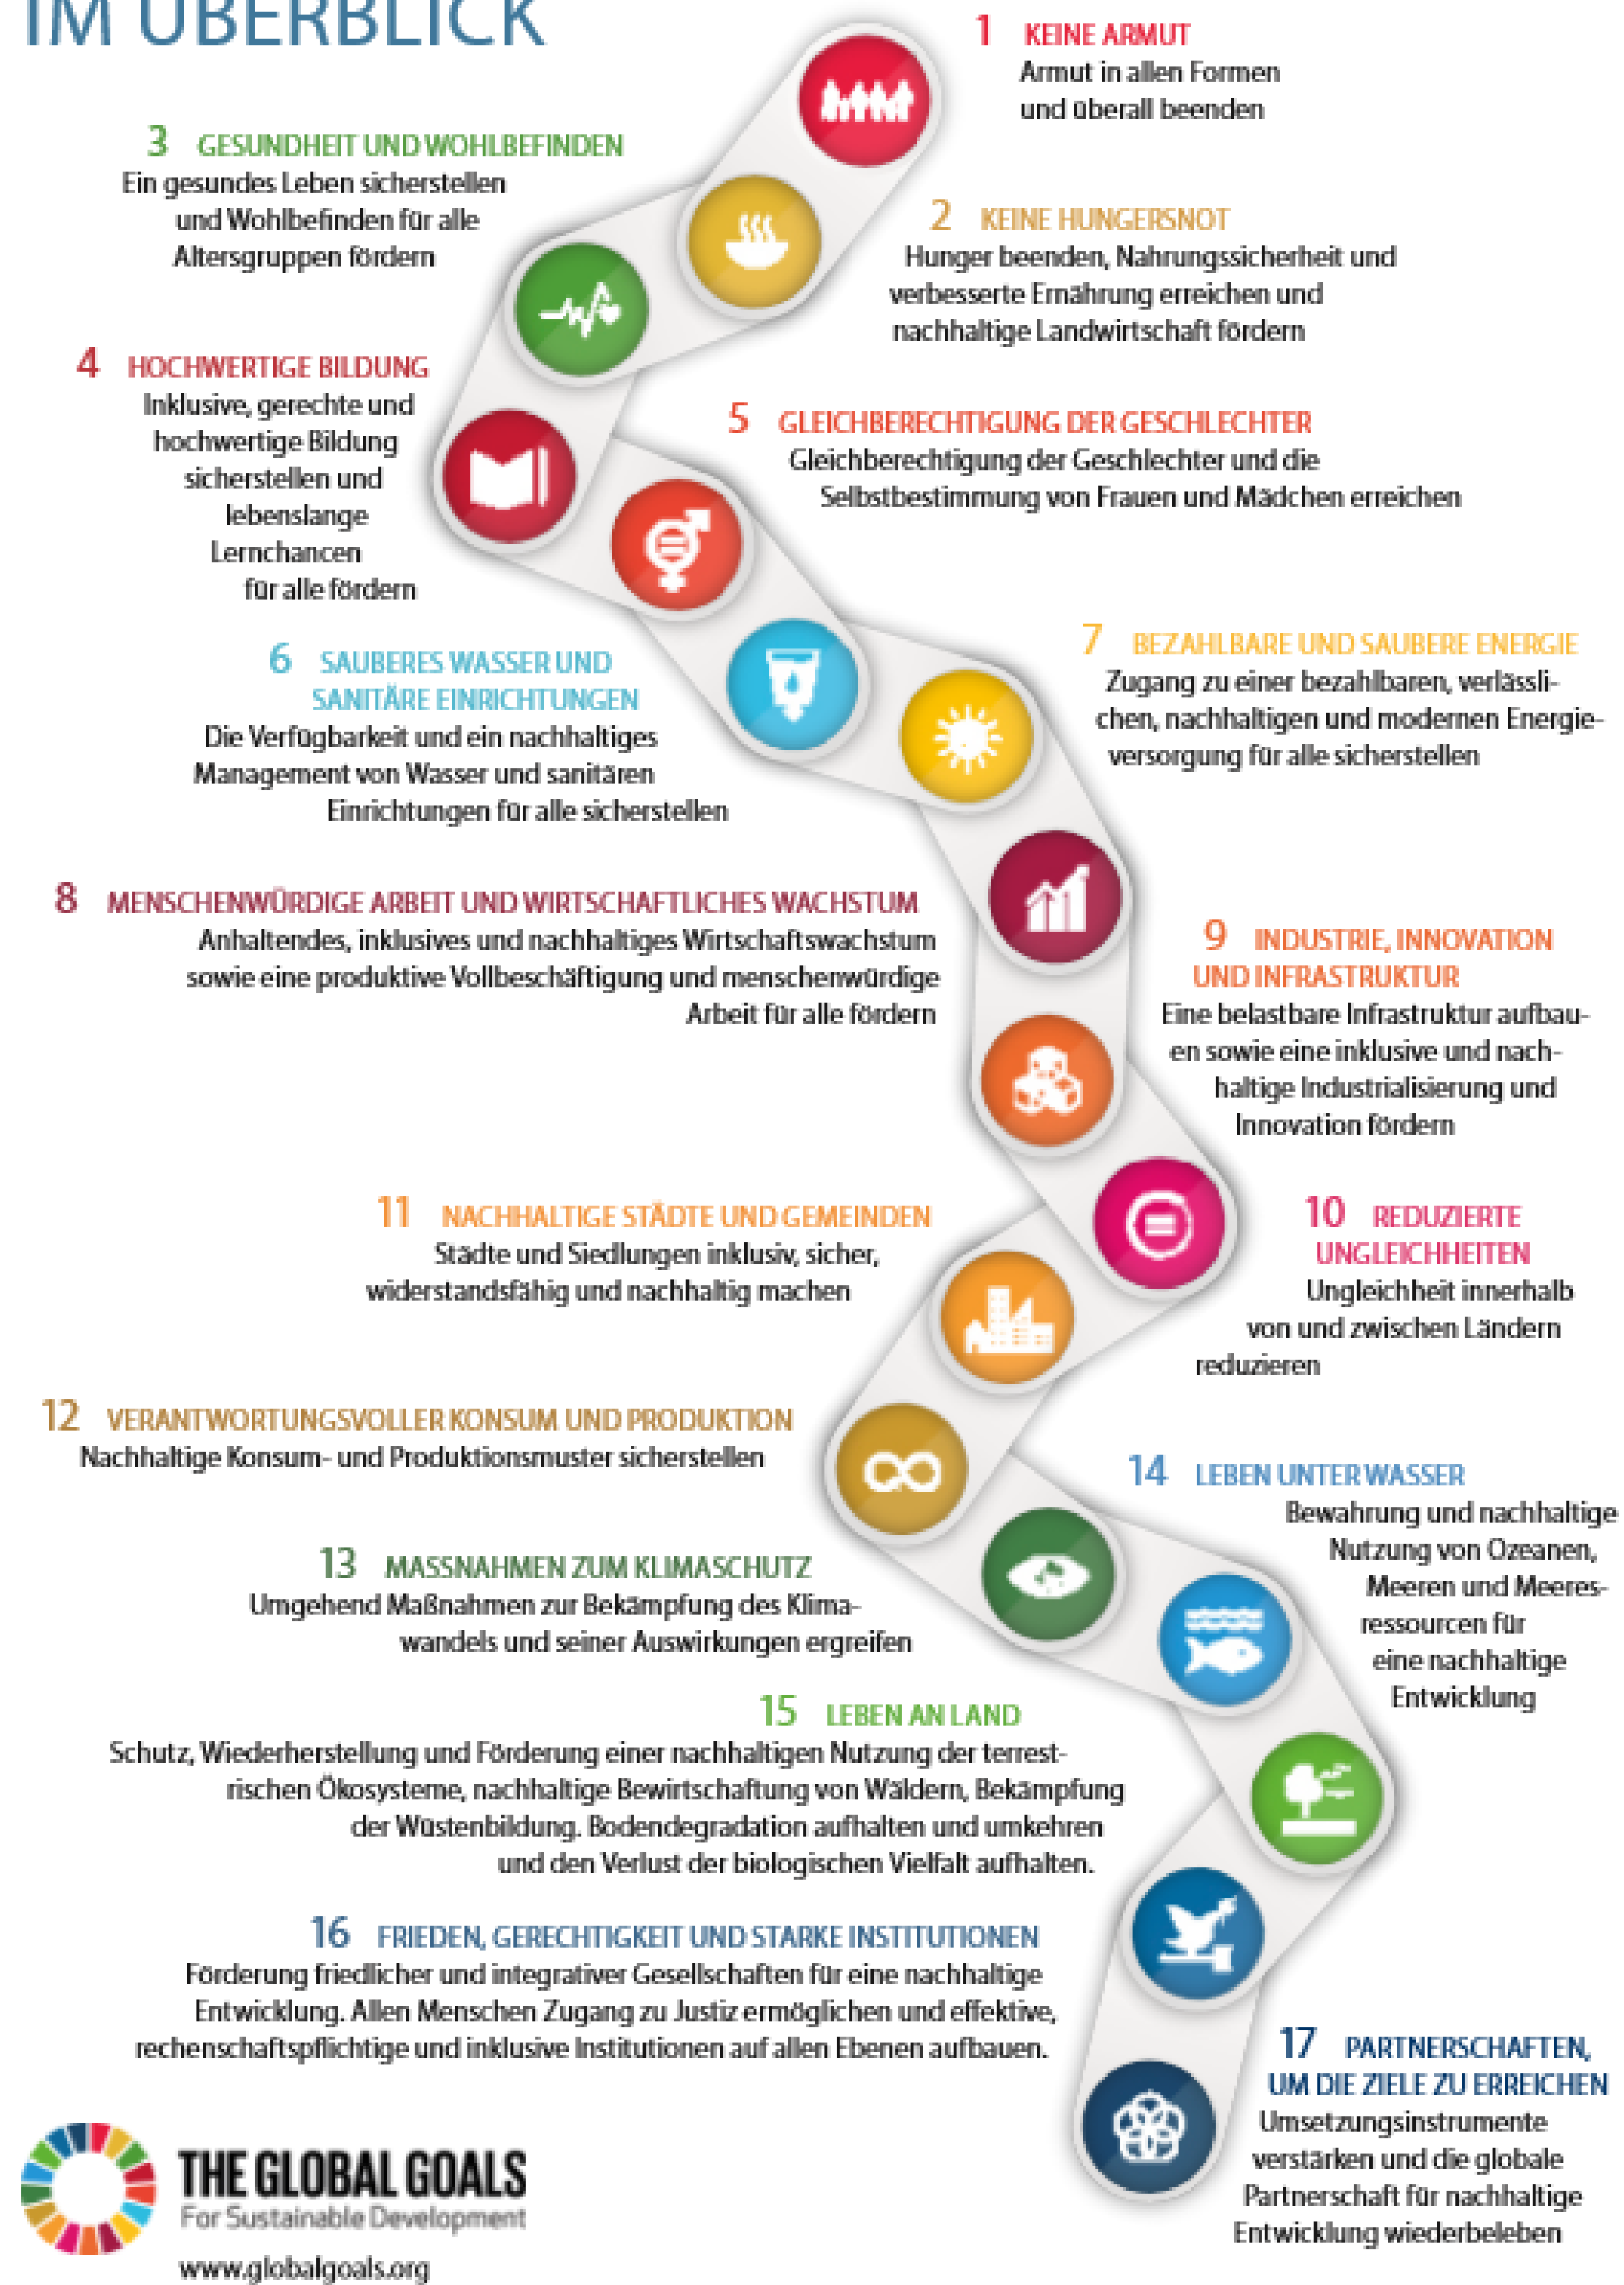 IM ÜBERBLICK
1 KEINE ARMUT
Armut in allen Formen
und überall beenden
2 KEINE HUNGERSNOT
Hunger beenden, Nahrungssicherheit und
verbesserte Ernährung erreichen und
nachhaltige Landwirtschaft fördern
3 GESUNDHEIT UND WOHLBEFINDEN
Ein gesundes Leben sicherstellen
und Wohlbefinden für alle
Altersgruppen fördern
4 HOCHWERTIGE BILDUNG
Inklusive, gerechte und
hochwertige Bildung
sicherstellen und
lebenslange
Lernchancen
für alle fördern
5 GLEICHBERECHTIGUNG DER GESCHLECHTER
Gleichberechtigung der Geschlechter und die
Selbstbestimmung von Frauen und Mädchen erreichen
6 SAUBERES WASSER UND
SANITÄRE EINRICHTUNGEN
Die Verfügbarkeit und ein nachhaltiges
Management von Wasser und sanitären
Einrichtungen für alle sicherstellen
7 BEZAHLBARE UND SAUBERE ENERGIE
Zugang zu einer bezahlbaren, verlässli-
chen, nachhaltigen und modernen Energie-
versorgung für alle sicherstellen
8 MENSCHENWÜRDIGE ARBEIT UND WIRTSCHAFTLICHES WACHSTUM
Anhaltendes, inklusives und nachhaltiges Wirtschaftswachstum
sowie eine produktive Vollbeschäftigung und menschenwürdige
Arbeit für alle fördern
9 INDUSTRIE, INNOVATION
UND INFRASTRUKTUR
Eine belastbare Infrastruktur aufbau-
en sowie eine inklusive und nach-
haltige Industrialisierung und
Innovation fördern
10 REDUZIERTE
UNGLEICHHEITEN
Ungleichheit innerhalb
von und zwischen Ländern
reduzieren
11 NACHHALTIGE STÄDTE UND GEMEINDEN
Städte und Siedlungen inklusiv, sicher,
widerstandsfähig und nachhaltig machen
12 VERANTWORTUNGSVOLLER KONSUM UND PRODUKTION
Nachhaltige Konsum- und Produktionsmuster sicherstellen
13 MASSNAHMEN ZUM KLIMASCHUTZ
Umgehend Maßnahmen zur Bekämpfung des Klima-
wandels und seiner Auswirkungen ergreifen
14 LEBEN UNTER WASSER
Bewahrung und nachhaltige
Nutzung von Ozeanen,
Meeren und Meeres-
ressourcen für
eine nachhaltige
Entwicklung
15 LEBEN AN LAND
Schutz, Wiederherstellung und Förderung einer nachhaltigen Nutzung der terrest-
rischen Ökosysteme, nachhaltige Bewirtschaftung von Wäldern, Bekämpfung
der Wüstenbildung. Bodendegradation aufhalten und umkehren
und den Verlust der biologischen Vielfalt aufhalten.
16 FRIEDEN, GERECHTIGKEIT UND STARKE INSTITUTIONEN
Förderung friedlicher und integrativer Gesellschaften für eine nachhaltige
Entwicklung. Allen Menschen Zugang zu Justiz ermöglichen und effektive,
rechenschaftspflichtige und inklusive Institutionen auf allen Ebenen aufbauen.
17 PARTNERSCHAFTEN,
UM DIE ZIELE ZU ERREICHEN
Umsetzungsinstrumente
verstärken und die globale
Partnerschaft für nachhaltige
Entwicklung wiederbeleben
THE GLOBAL GOALS
For Sustainable Development
www.globalgoals.org